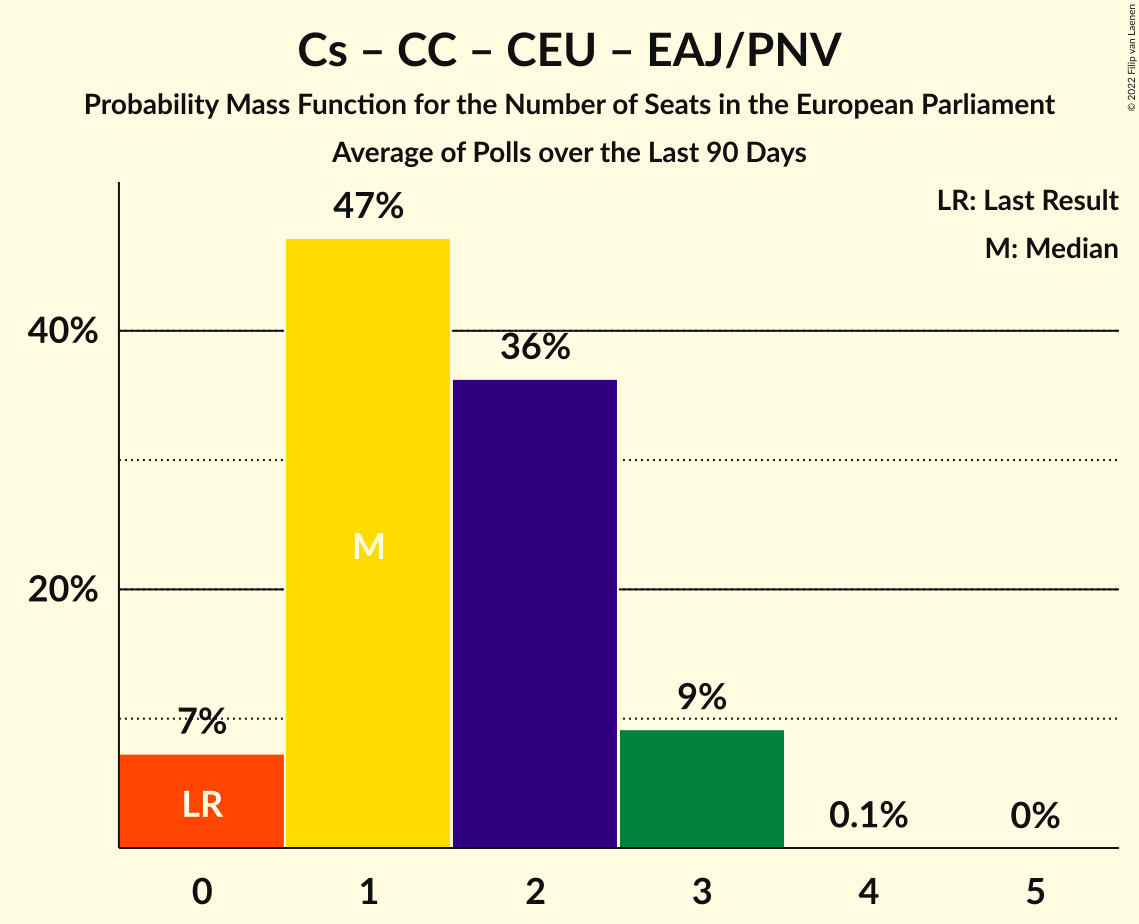 Cs – CC – CEU – EAJ/PNV
Probability Mass Function for the Number of Seats in the European Parliament
Average of Polls over the Last 90 Days
© 2022 Filip van Laenen
LR: Last Result
M: Median
47%
40%
36%
M
20%
9%
7%
LR
0.1%
0%
0 1 2 3 4 5